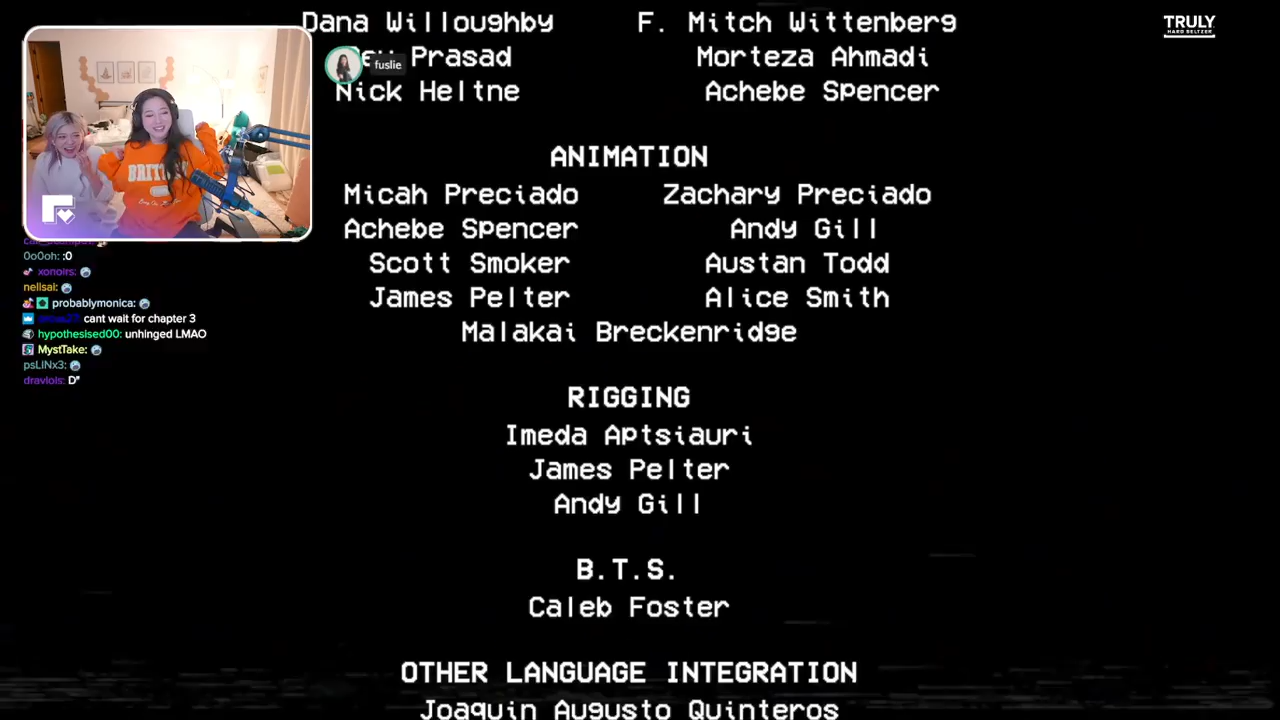 Dana Willoughby F. Mitch Wittenberg
Prasad Morteza Ahmadi
Nick Heltne Achebe Spencer
ANIMATION
Micah Preciado Zachary Preciado
Achebe Spencer Andy Gill
Scott Smoker Austan Todd
James Pelter Alice Smith
Malakai Breckenridge
RIGGING
Imeda Aptsiauri
James Pelter
Andy Gill
B.T.S.
Caleb Foster
OTHER LANGUAGE INTEGRATION
Joaquin Augusto Quinteros
TRULY
HARD SELTZER
fuslie
0o0oh: :0
xonoirs:
nellsai:
probablymonica:
cant wait for chapter 3
hypothesised00: unhinged LMAO
MystTake:
psLiNx3:
draviois: D"